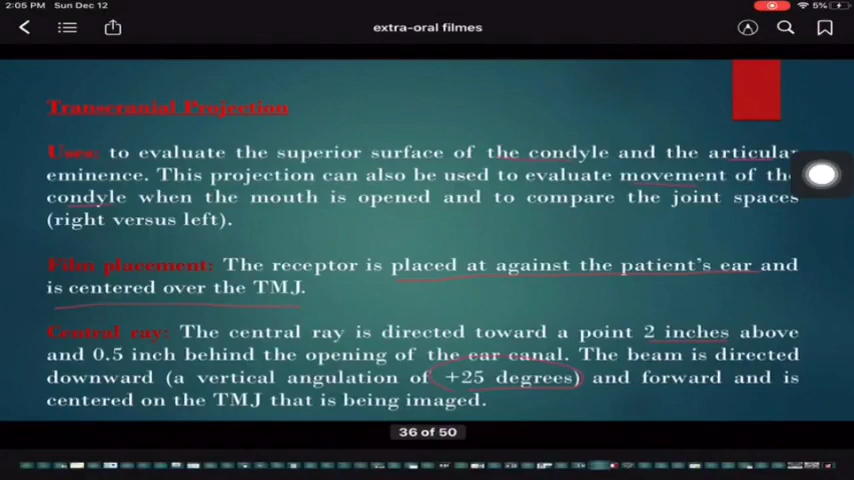 2:05 PM Sun Dec 12
5%
extra-oral filmes
Transcranial Projection
Uses: to evaluate the superior surface of the condyle and the articular
eminence. This projection can also be used to evaluate movement of the
condyle when the mouth is opened and to compare the joint spaces
(right versus left).
Film placement: The receptor is placed at against the patient's ear and
is centered over the TMJ.
Central ray: The central ray is directed toward a point 2 inches above
and 0.5 inch behind the opening of the ear canal. The beam is directed
downward (a vertical angulation of +25 degrees) and forward and is
centered on the TMJ that is being imaged.
36 of 50